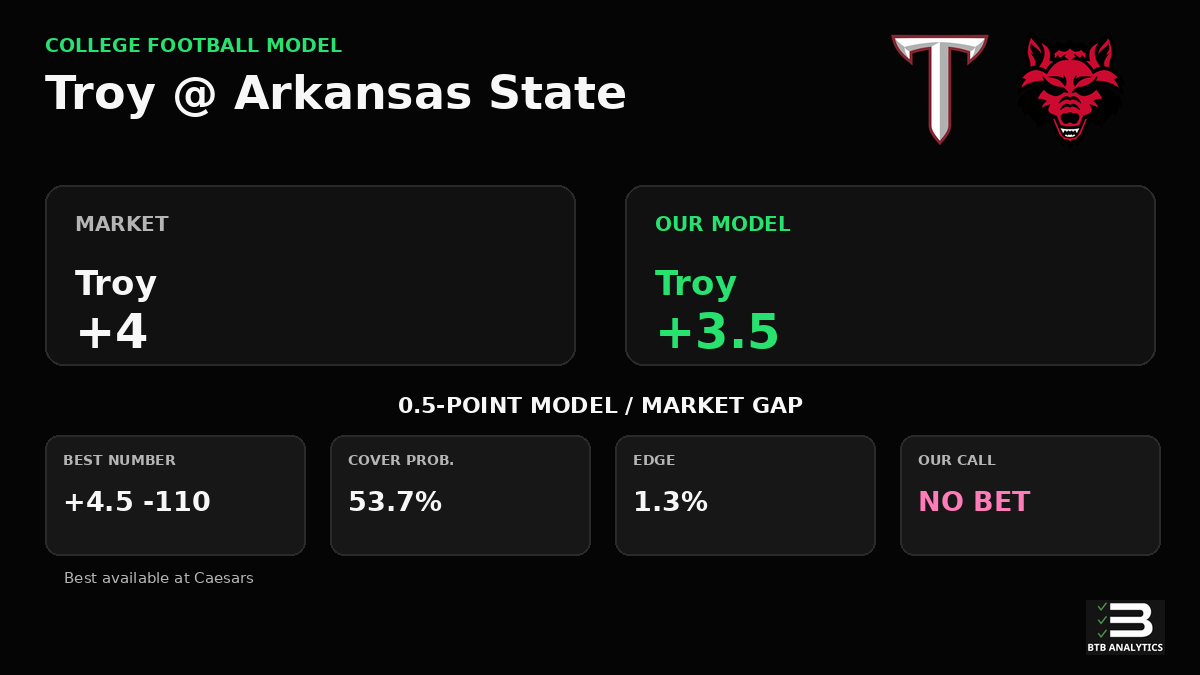 COLLEGE FOOTBALL MODEL
Troy @ Arkansas State
MARKET
Troy
+4
OUR MODEL
Troy
+3.5
0.5-POINT MODEL / MARKET GAP
BEST NUMBER
+4.5 -110
COVER PROB.
53.7%
EDGE
1.3%
OUR CALL
NO BET
Best available at Caesars
BTB ANALYTICS